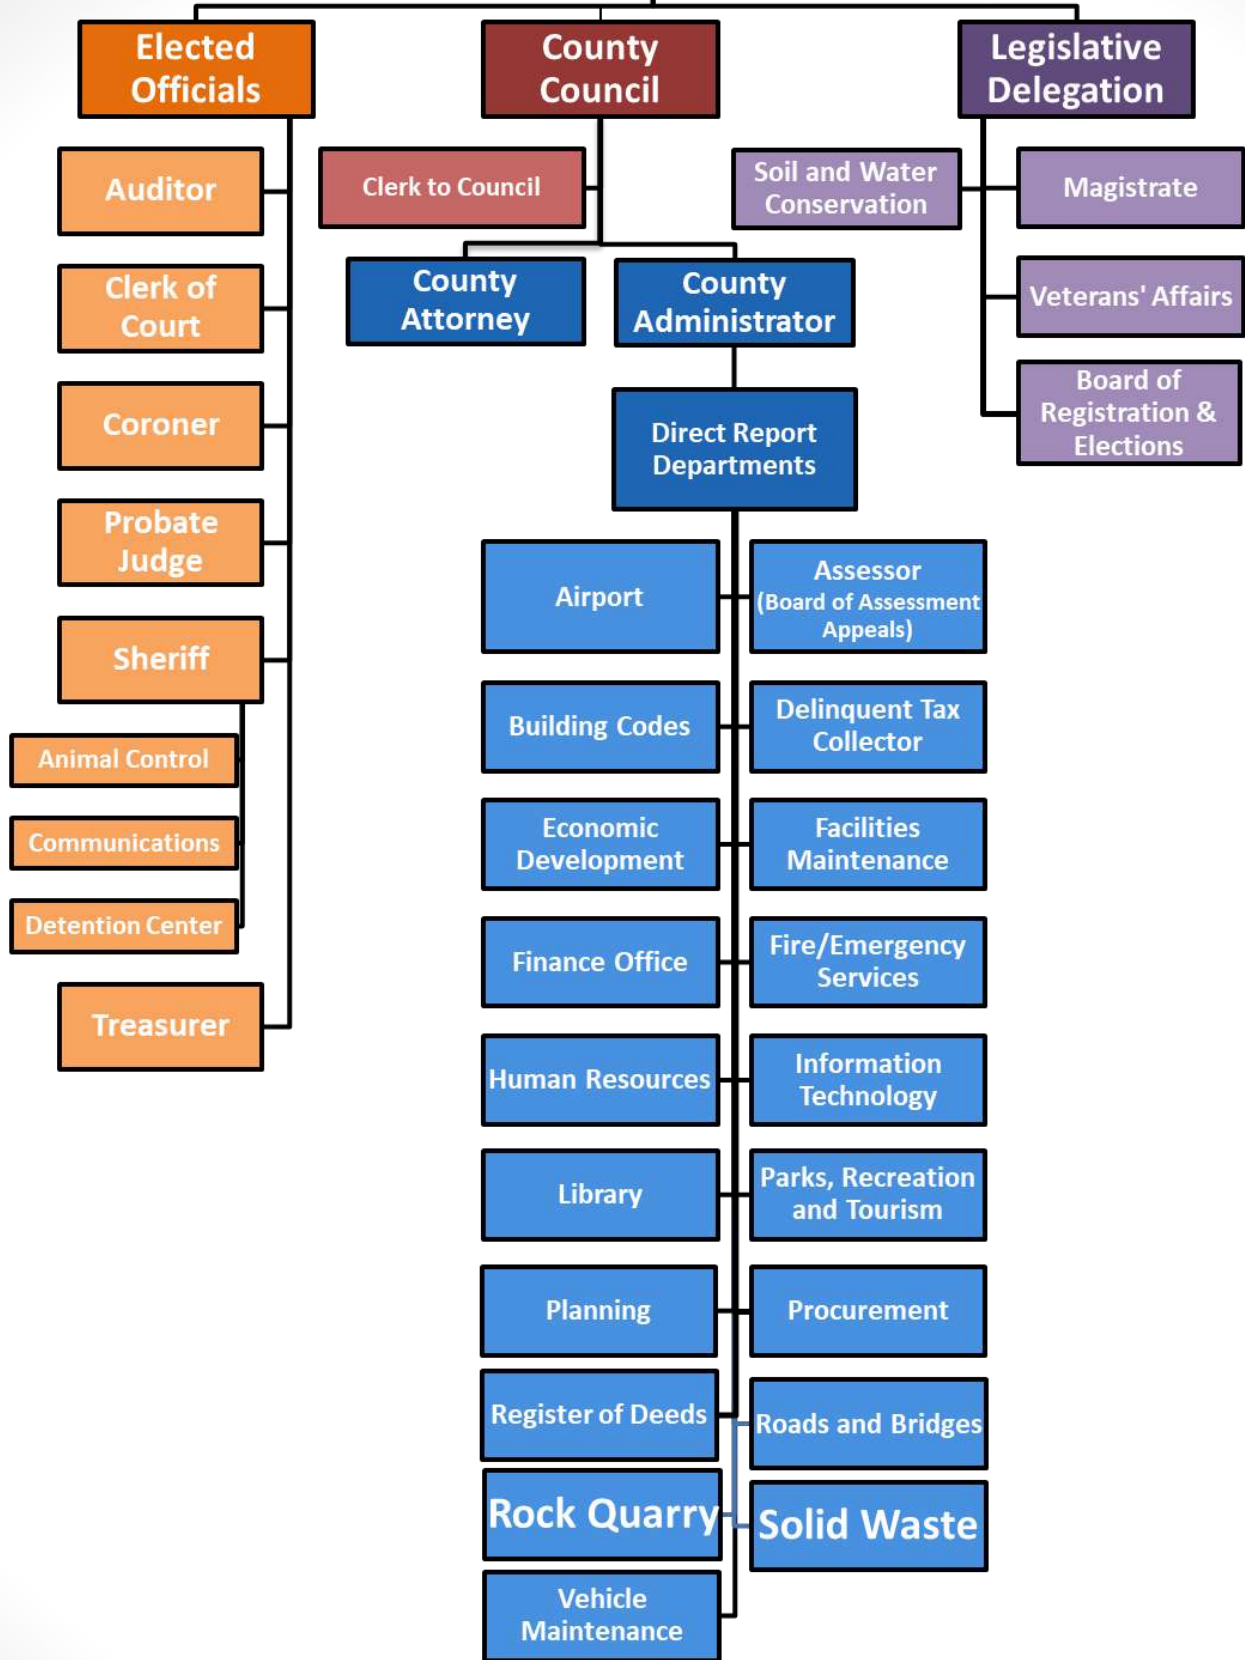 Elected
Officials
County
Council
Legislative
Delegation
Auditor
Clerk of
Court
Coroner
Probate
Judge
Sheriff
Animal Control
Communications
Detention Center
Treasurer
Clerk to Council
County
Attorney
County
Administrator
Direct Report
Departments
Soil and Water
Conservation
Magistrate
Veterans' Affairs
Board of
Registration &
Elections
Airport
Assessor
(Board of Assessment
Appeals)
Building Codes
Delinquent Tax
Collector
Economic
Development
Facilities
Maintenance
Finance Office
Fire/Emergency
Services
Human Resources
Information
Technology
Library
Parks, Recreation
and Tourism
Planning
Procurement
Register of Deeds
Roads and Bridges
Rock Quarry
Solid Waste
Vehicle
Maintenance